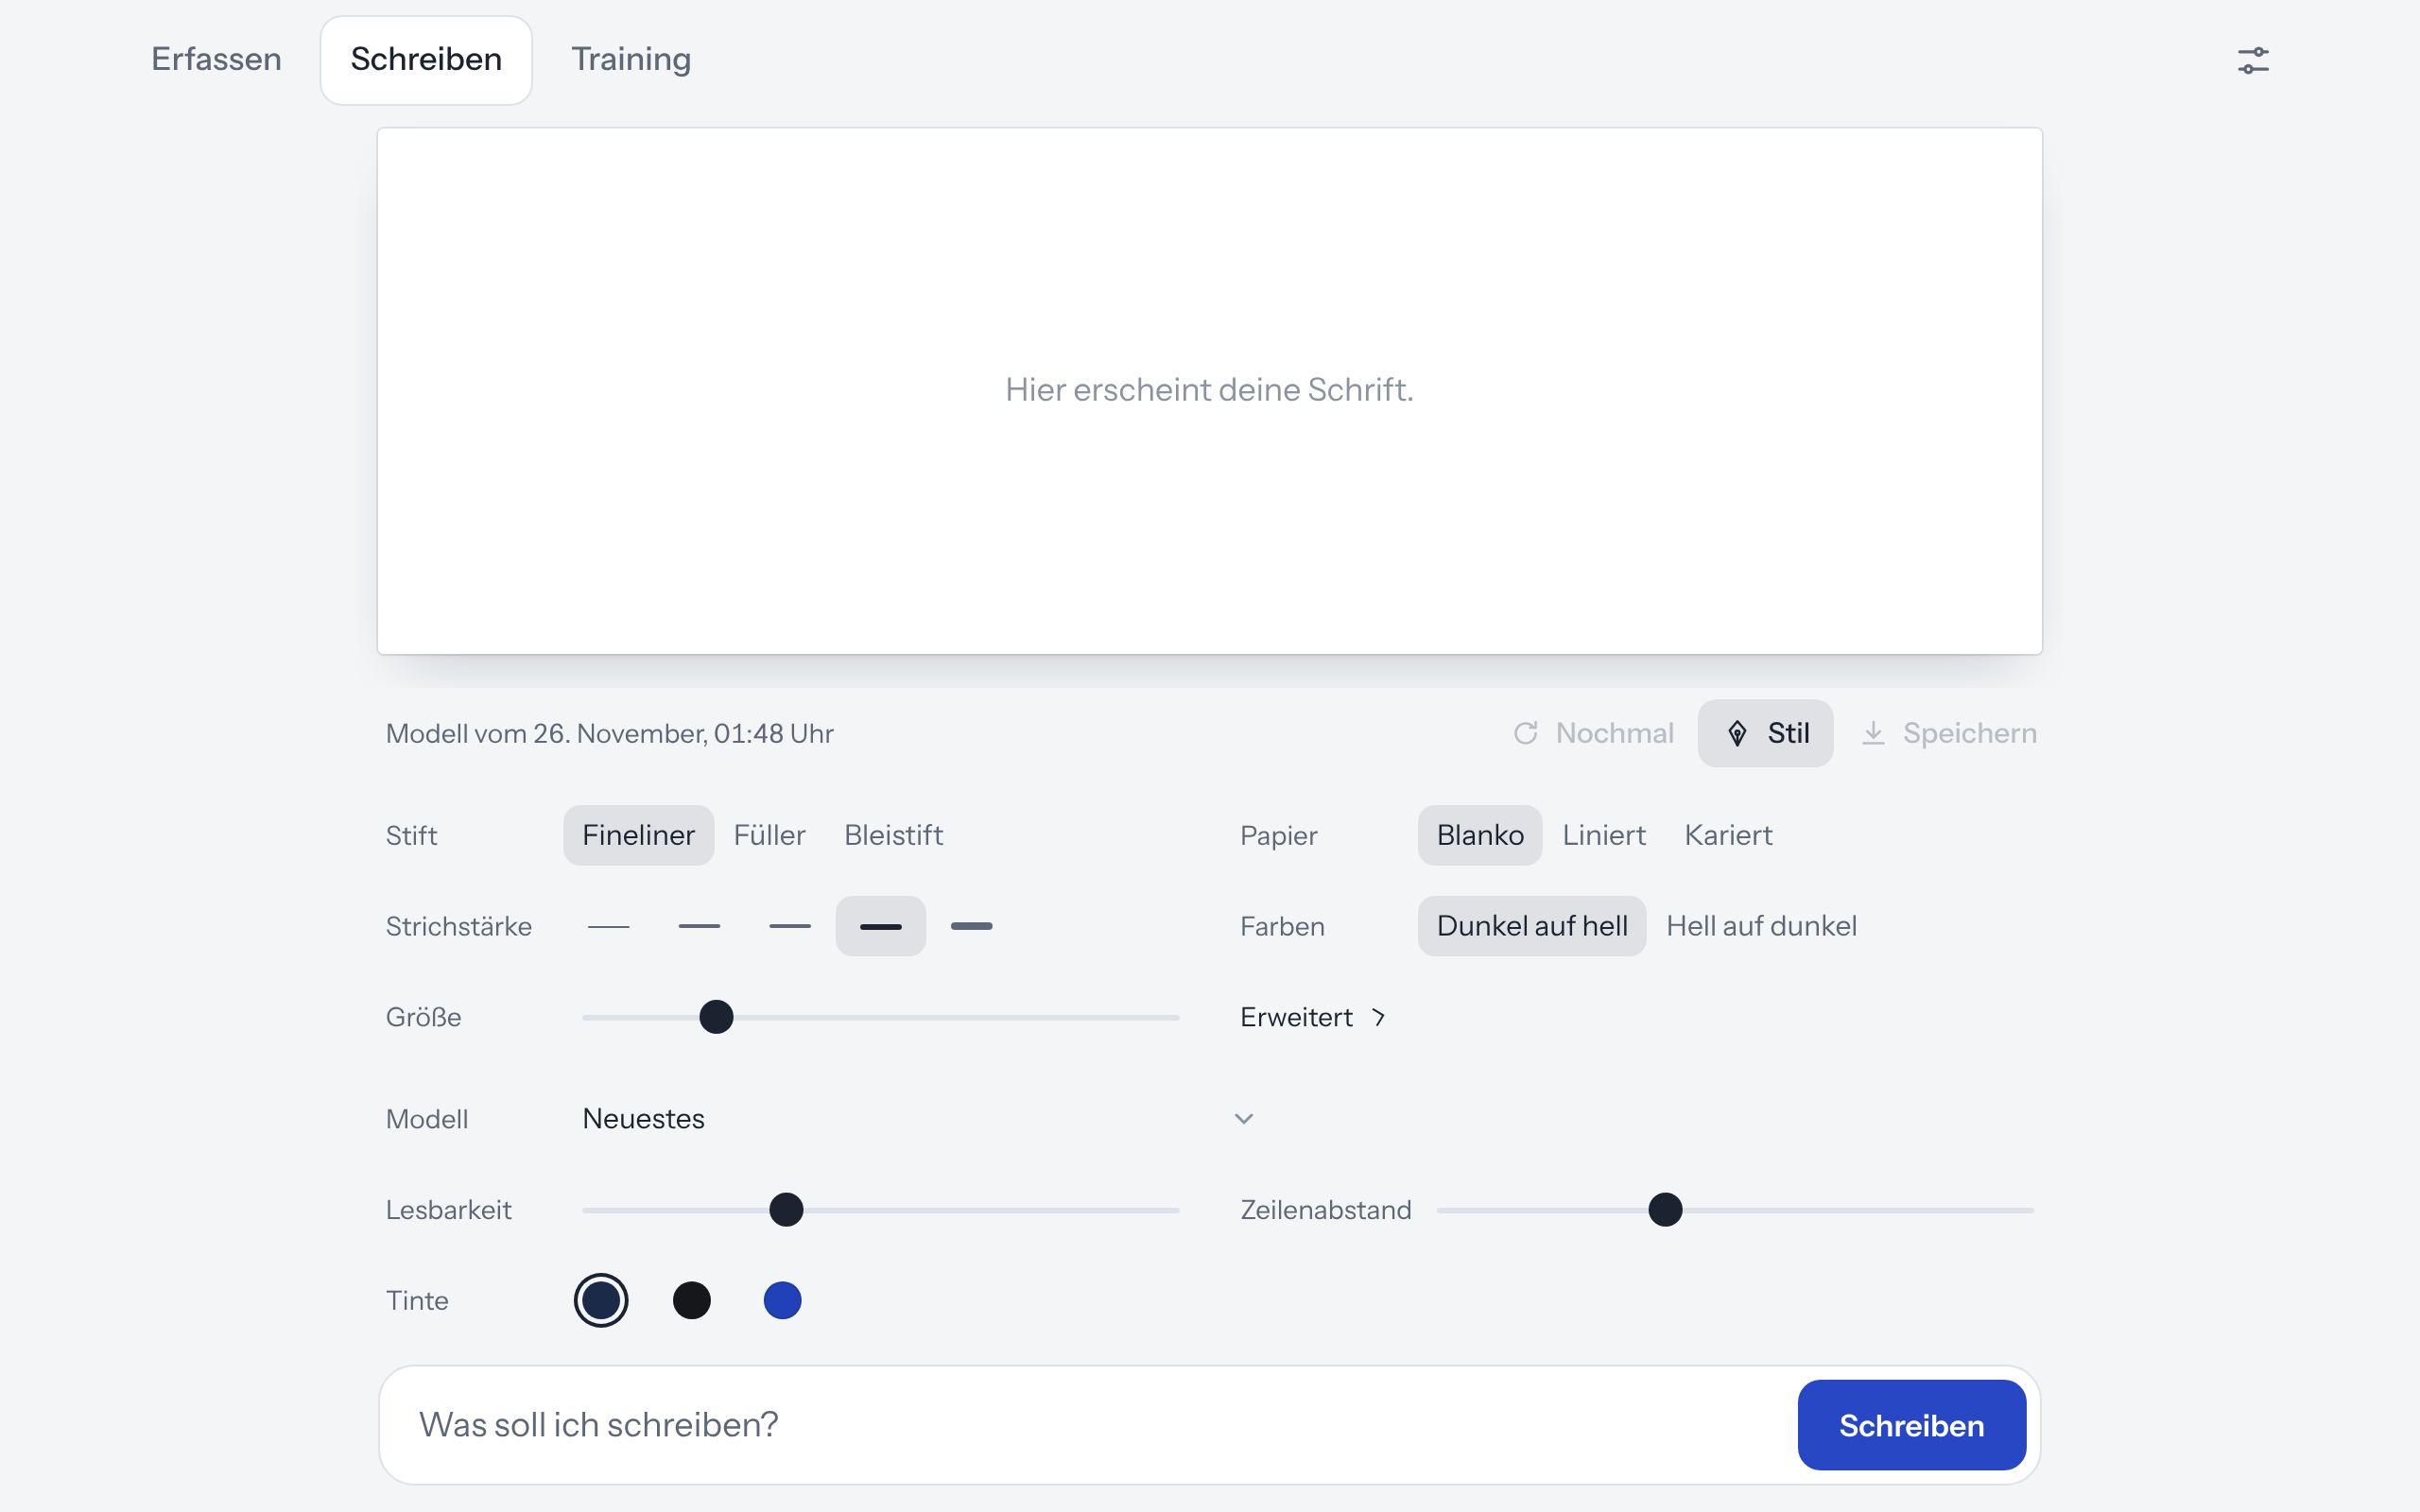 Erfassen Schreiben Training
Hier erscheint deine Schrift.
Modell vom 26. November, 01:48 Uhr Nochmal Stil Speichern
Stift Fineliner Füller Bleistift Papier Blanko Liniert Kariert
Strichstärke Farben Dunkel auf hell Hell auf dunkel
Größe Erweitert
Modell Neuestes
Lesbarkeit Zeilenabstand
Tinte
Was soll ich schreiben? Schreiben